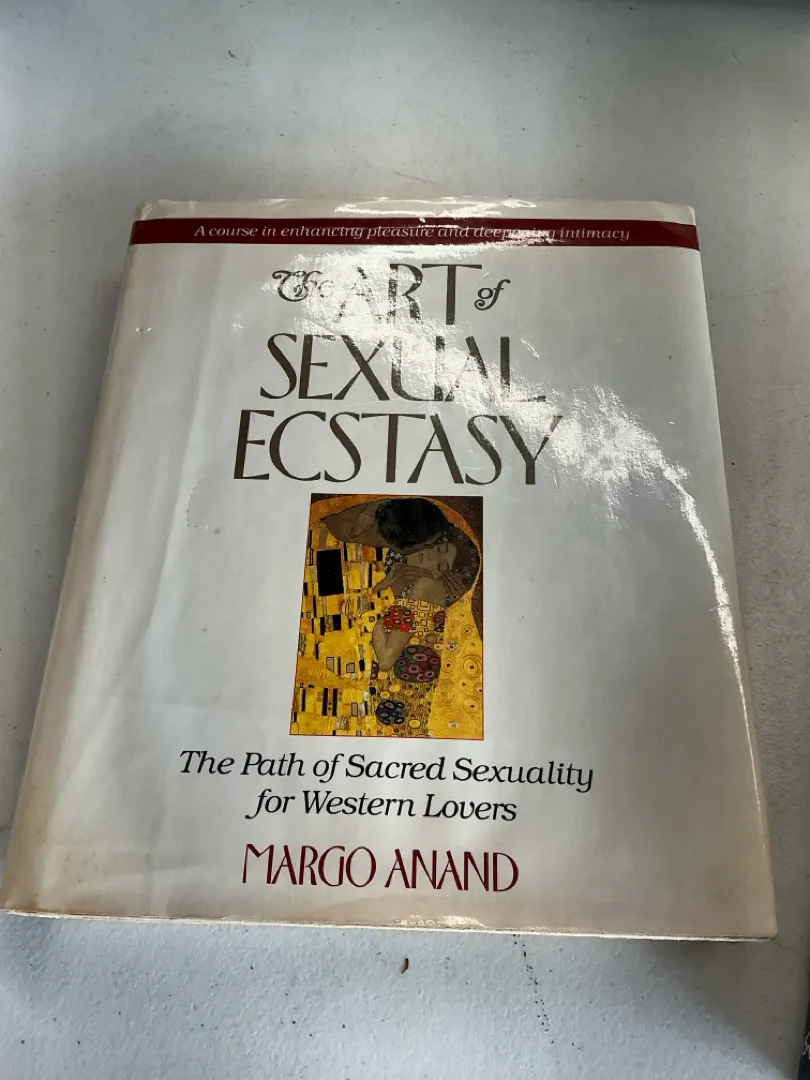 A course in enhancing pleasure and deepening intimacy
The ART of
SEXUAL
ECSTASY
The Path of Sacred Sexuality
for Western Lovers
MARGO ANAND